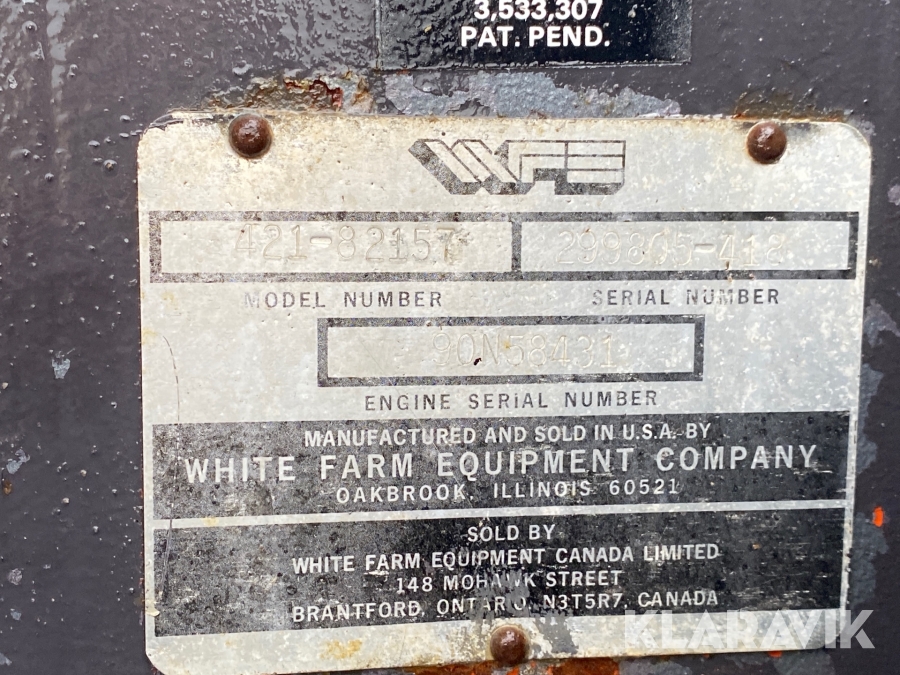 3,533,307
PAT. PEND.
WFE
421-82157 299805-418
MODEL NUMBER SERIAL NUMBER
90N58431
ENGINE SERIAL NUMBER
MANUFACTURED AND SOLD IN U.S.A. BY
WHITE FARM EQUIPMENT COMPANY
OAKBROOK, ILLINOIS 60521
SOLD BY
WHITE FARM EQUIPMENT CANADA LIMITED
148 MOHAWK STREET
BRANTFORD, ONTARIO, N3T5R7, CANADA
KLARAVIK